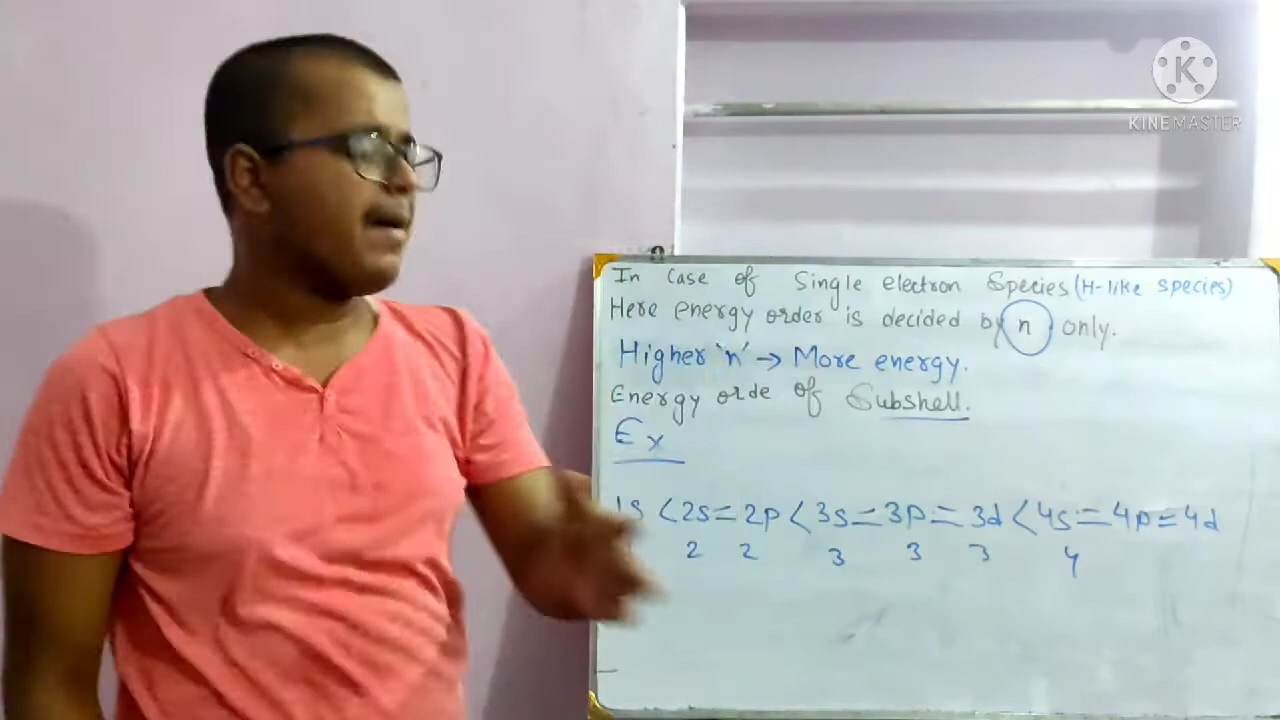 KINEMASTER
In Case of Single electron Species (H-like species)
Here energy order is decided by n only.
Higher 'n' → More energy.
Energy orde of Subshell.
Ex
1s < 2s = 2p < 3s = 3p = 3d < 4s = 4p = 4d
2 2 3 3 3 4